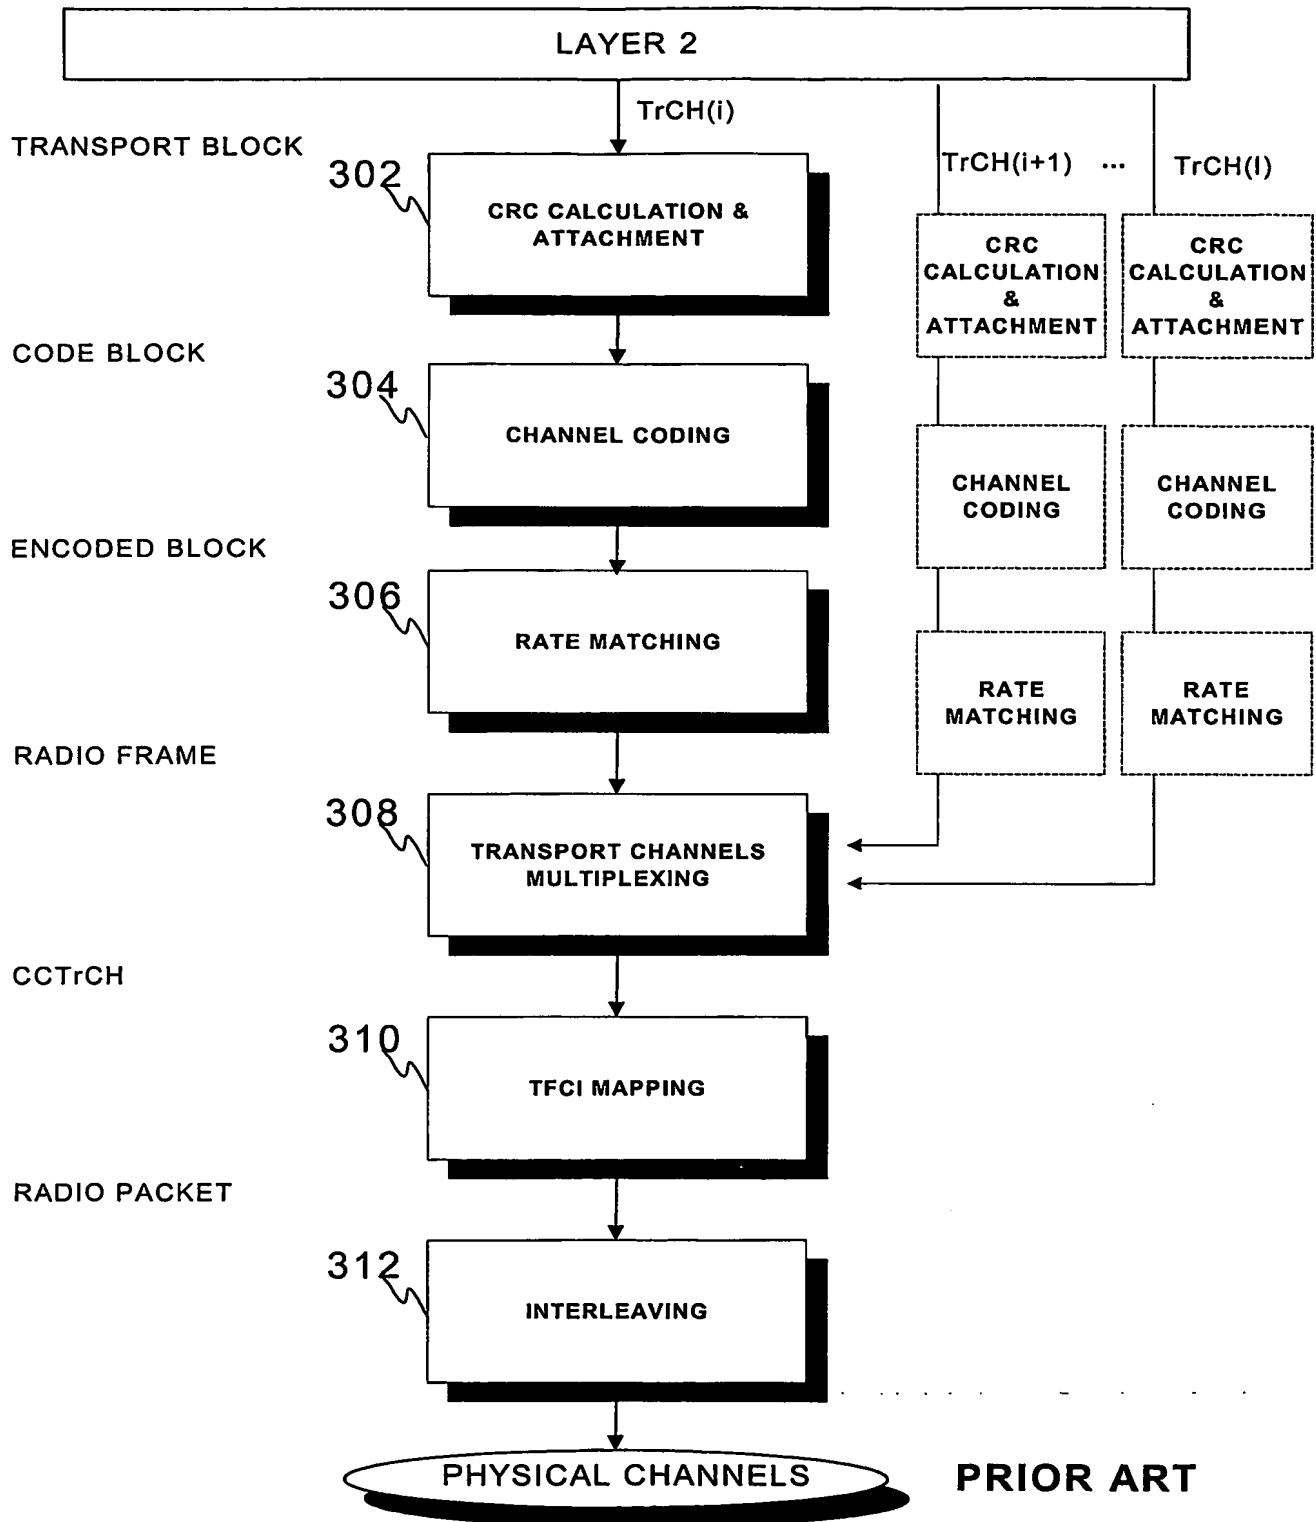 LAYER 2
TrCH(i)
TRANSPORT BLOCK
302
CRC CALCULATION &
ATTACHMENT
TrCH(i+1) ... TrCH(I)
CRC
CALCULATION
&
ATTACHMENT
CRC
CALCULATION
&
ATTACHMENT
CODE BLOCK
304
CHANNEL CODING
CHANNEL
CODING
CHANNEL
CODING
ENCODED BLOCK
306
RATE MATCHING
RATE
MATCHING
RATE
MATCHING
RADIO FRAME
308
TRANSPORT CHANNELS
MULTIPLEXING
CCTrCH
310
TFCI MAPPING
RADIO PACKET
312
INTERLEAVING
PHYSICAL CHANNELS
PRIOR ART